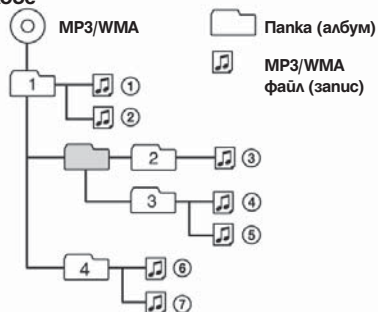 MP3/WMA
Папка (албум)
MP3/WMA
файл (запис)
1
①
②
2
③
3
④
⑤
4
⑥
⑦